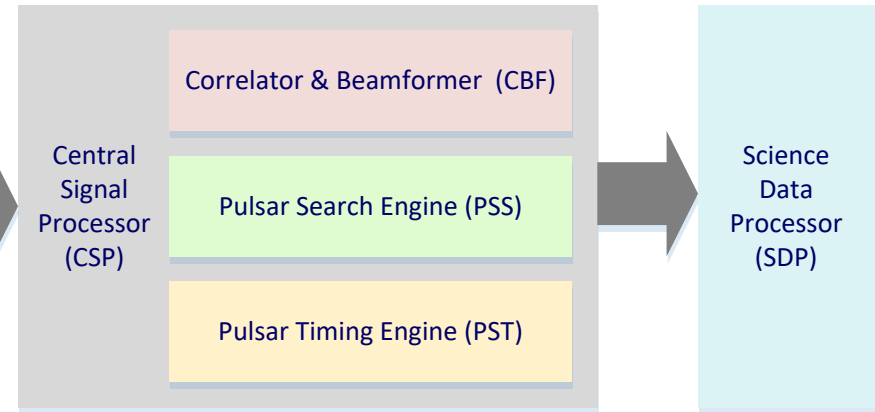 Correlator & Beamformer (CBF)
Central
Signal
Processor
(CSP)
Pulsar Search Engine (PSS)
Pulsar Timing Engine (PST)
Science
Data
Processor
(SDP)